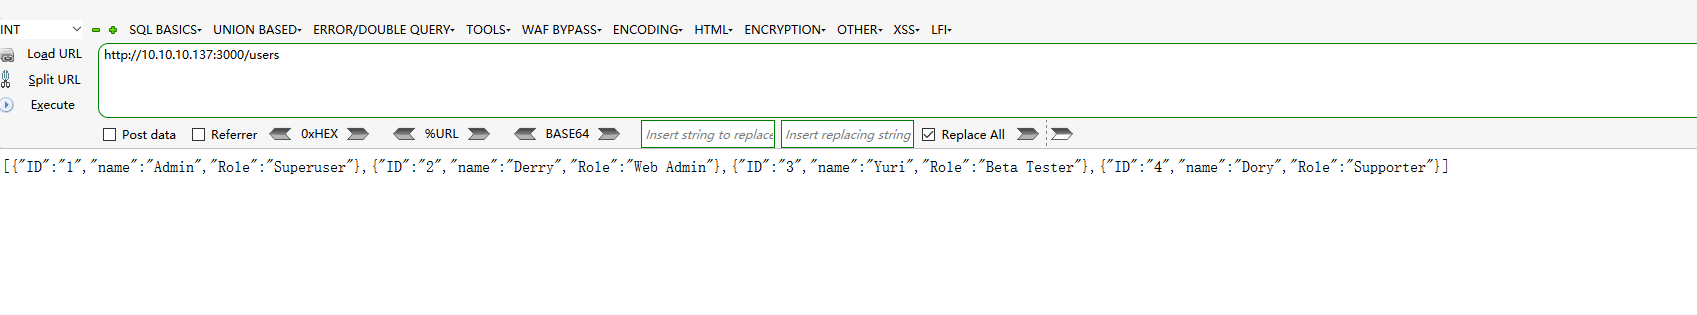 INT SQL BASICS UNION BASED ERROR/DOUBLE QUERY TOOLS WAF BYPASS ENCODING HTML ENCRYPTION OTHER XSS LFI
Load URL http://10.10.10.137:3000/users
Split URL
Execute
Post data Referrer 0xHEX %URL BASE64 Insert string to replace Insert replacing string Replace All
[{"ID":"1","name":"Admin","Role":"Superuser"},{"ID":"2","name":"Derry","Role":"Web Admin"},{"ID":"3","name":"Yuri","Role":"Beta Tester"},{"ID":"4","name":"Dory","Role":"Supporter"}]